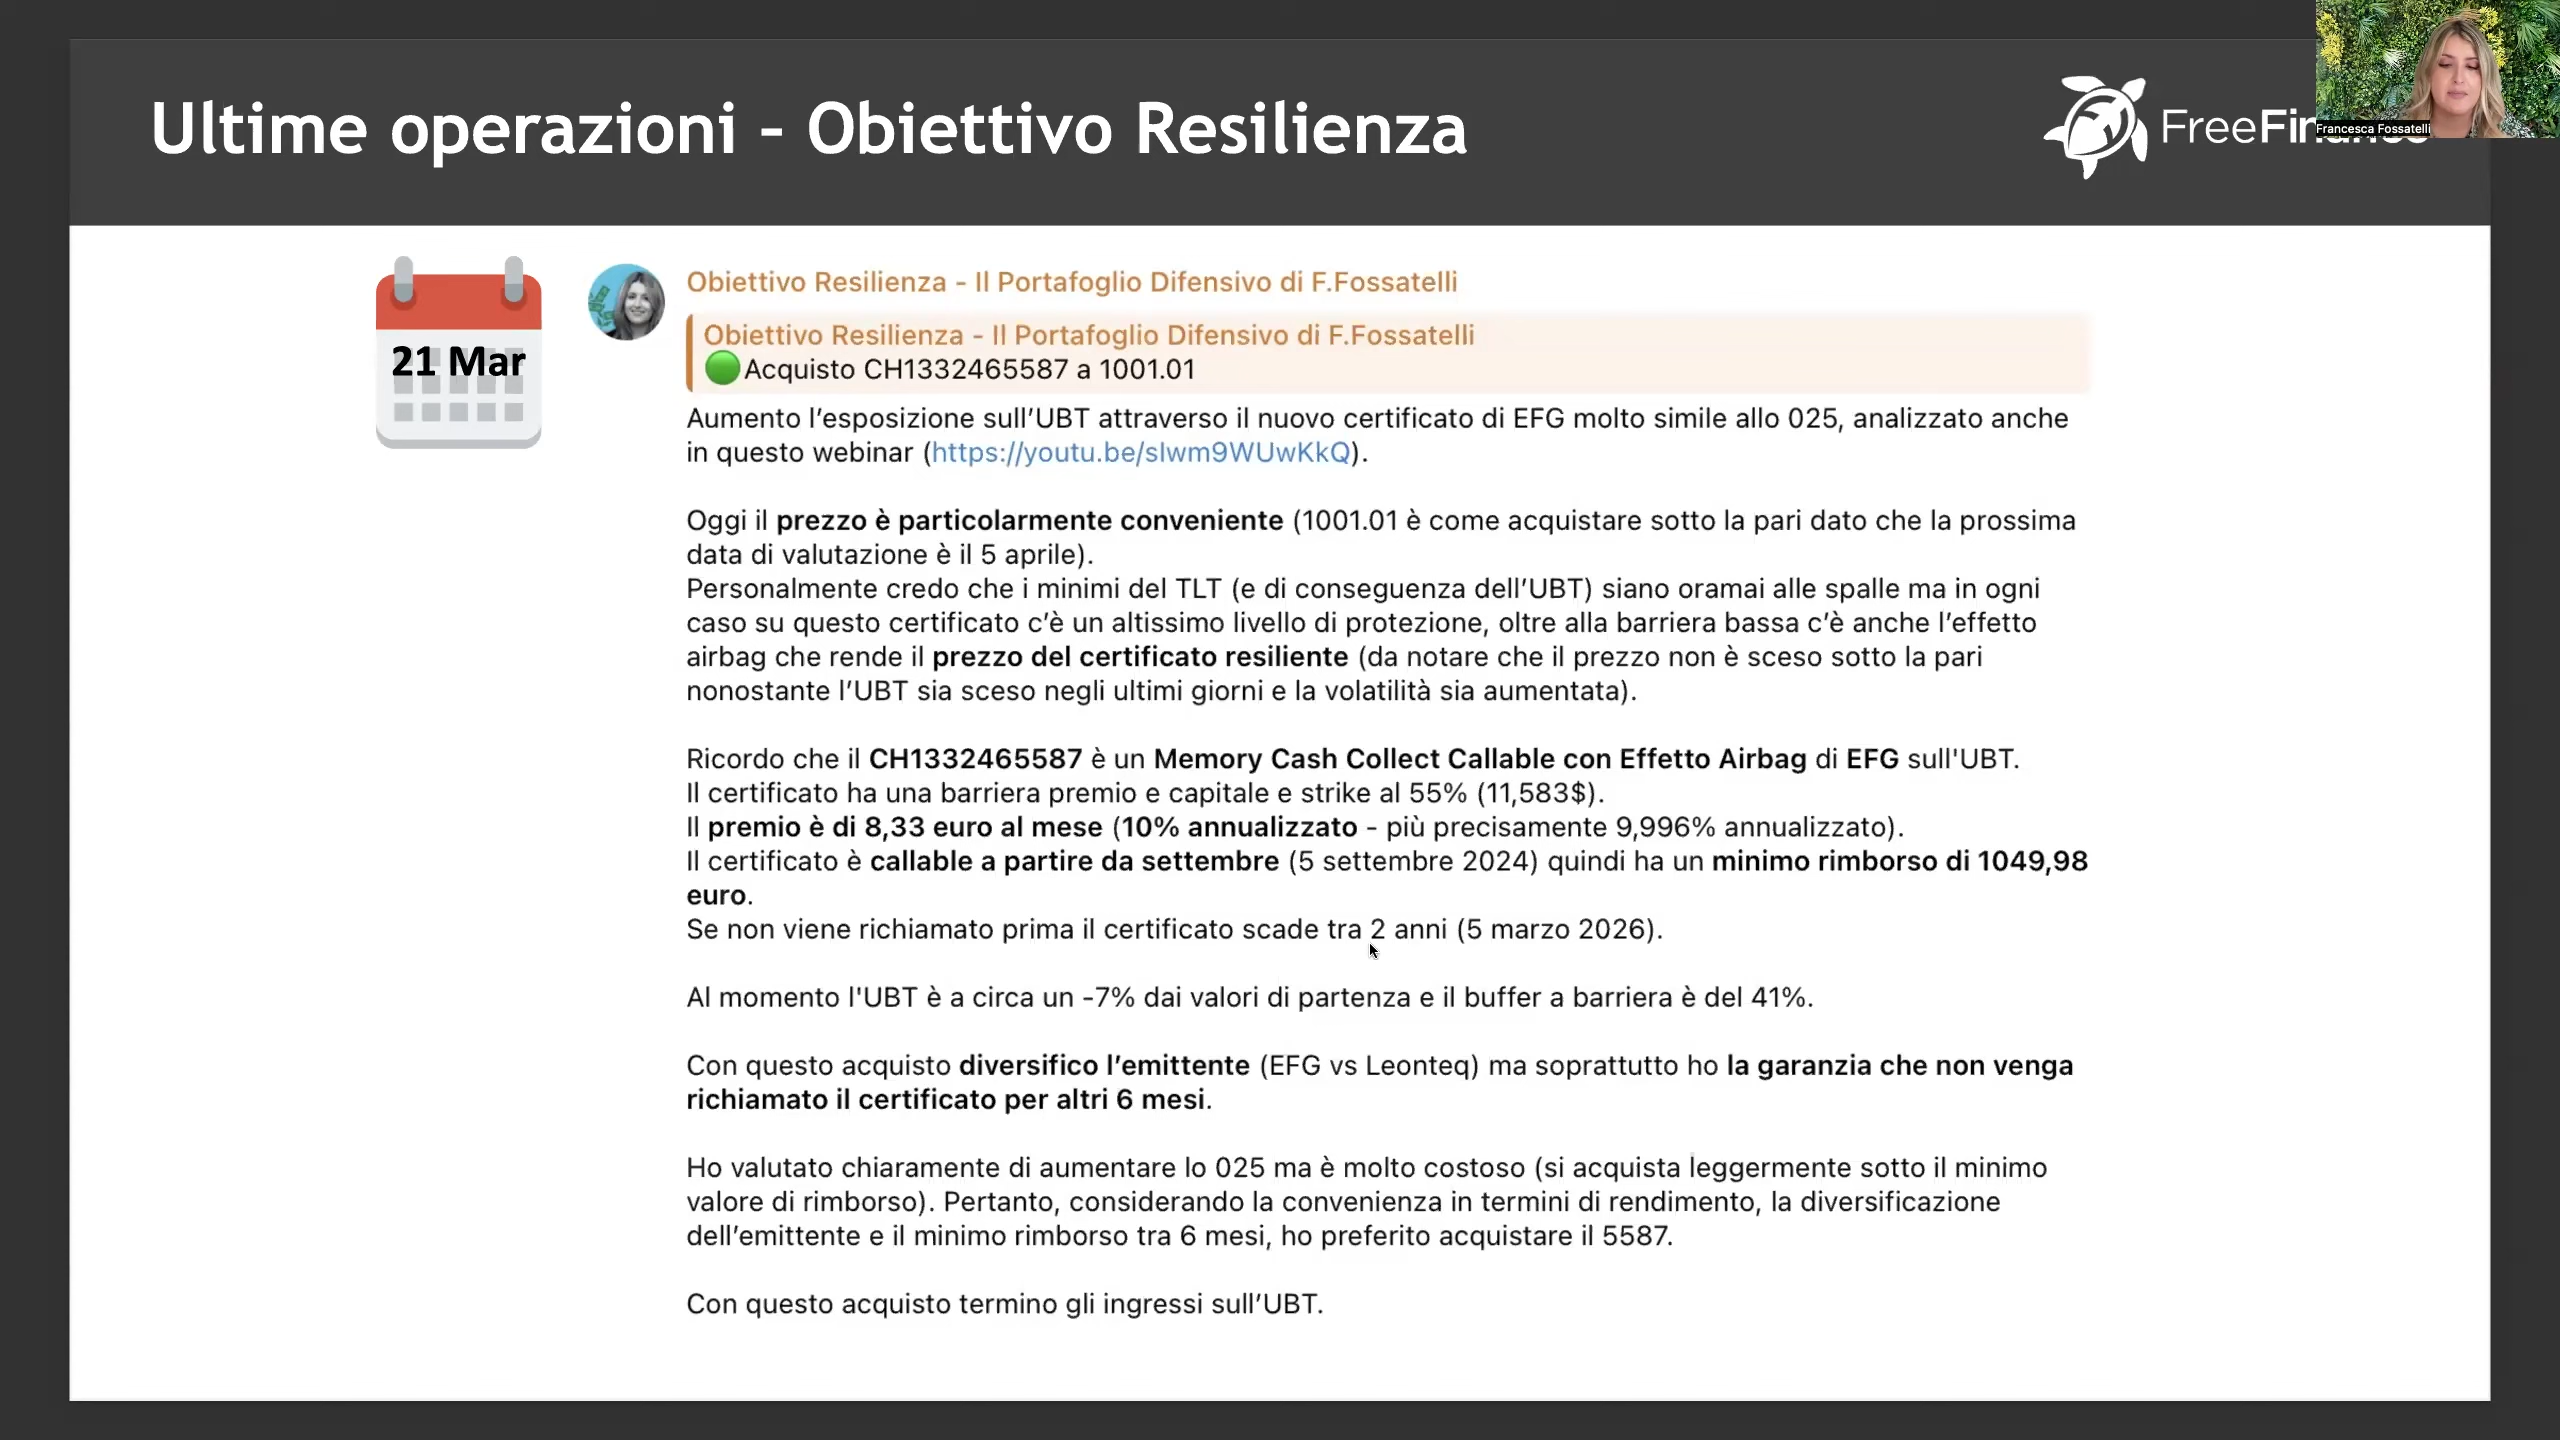 Ultime operazioni - Obiettivo Resilienza
FreeFin
Francesca Fossatelli
21 Mar
Obiettivo Resilienza - Il Portafoglio Difensivo di F.Fossatelli
Obiettivo Resilienza - Il Portafoglio Difensivo di F.Fossatelli
🟢Acquisto CH1332465587 a 1001.01
Aumento l’esposizione sull’UBT attraverso il nuovo certificato di EFG molto simile allo 025, analizzato anche
in questo webinar (https://youtu.be/slwm9WUwKkQ).
Oggi il prezzo è particolarmente conveniente (1001.01 è come acquistare sotto la pari dato che la prossima
data di valutazione è il 5 aprile).
Personalmente credo che i minimi del TLT (e di conseguenza dell’UBT) siano oramai alle spalle ma in ogni
caso su questo certificato c’è un altissimo livello di protezione, oltre alla barriera bassa c’è anche l’effetto
airbag che rende il prezzo del certificato resiliente (da notare che il prezzo non è sceso sotto la pari
nonostante l’UBT sia sceso negli ultimi giorni e la volatilità sia aumentata).
Ricordo che il CH1332465587 è un Memory Cash Collect Callable con Effetto Airbag di EFG sull'UBT.
Il certificato ha una barriera premio e capitale e strike al 55% (11,583$).
Il premio è di 8,33 euro al mese (10% annualizzato - più precisamente 9,996% annualizzato).
Il certificato è callable a partire da settembre (5 settembre 2024) quindi ha un minimo rimborso di 1049,98
euro.
Se non viene richiamato prima il certificato scade tra 2 anni (5 marzo 2026).
Al momento l'UBT è a circa un -7% dai valori di partenza e il buffer a barriera è del 41%.
Con questo acquisto diversifico l’emittente (EFG vs Leonteq) ma soprattutto ho la garanzia che non venga
richiamato il certificato per altri 6 mesi.
Ho valutato chiaramente di aumentare lo 025 ma è molto costoso (si acquista leggermente sotto il minimo
valore di rimborso). Pertanto, considerando la convenienza in termini di rendimento, la diversificazione
dell’emittente e il minimo rimborso tra 6 mesi, ho preferito acquistare il 5587.
Con questo acquisto termino gli ingressi sull’UBT.